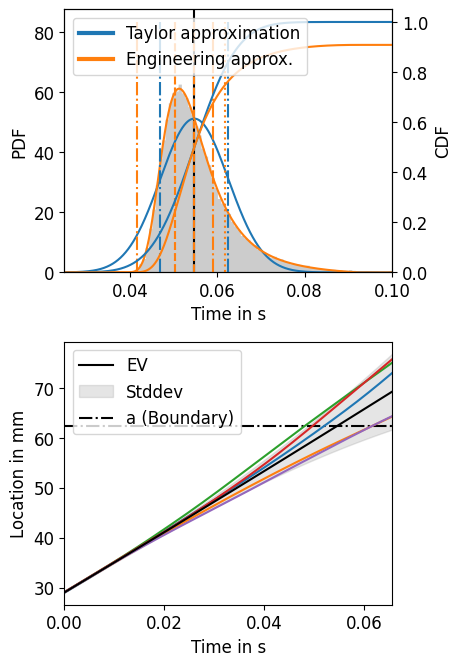 Taylor approximation
Engineering approx.
PDF
80
60
40
20
0
1.0
0.8
0.6
0.4
0.2
0.0
CDF
0.04 0.06 0.08 0.10
Time in s
EV
Stddev
a (Boundary)
Location in mm
70
60
50
40
30
0.00 0.02 0.04 0.06
Time in s